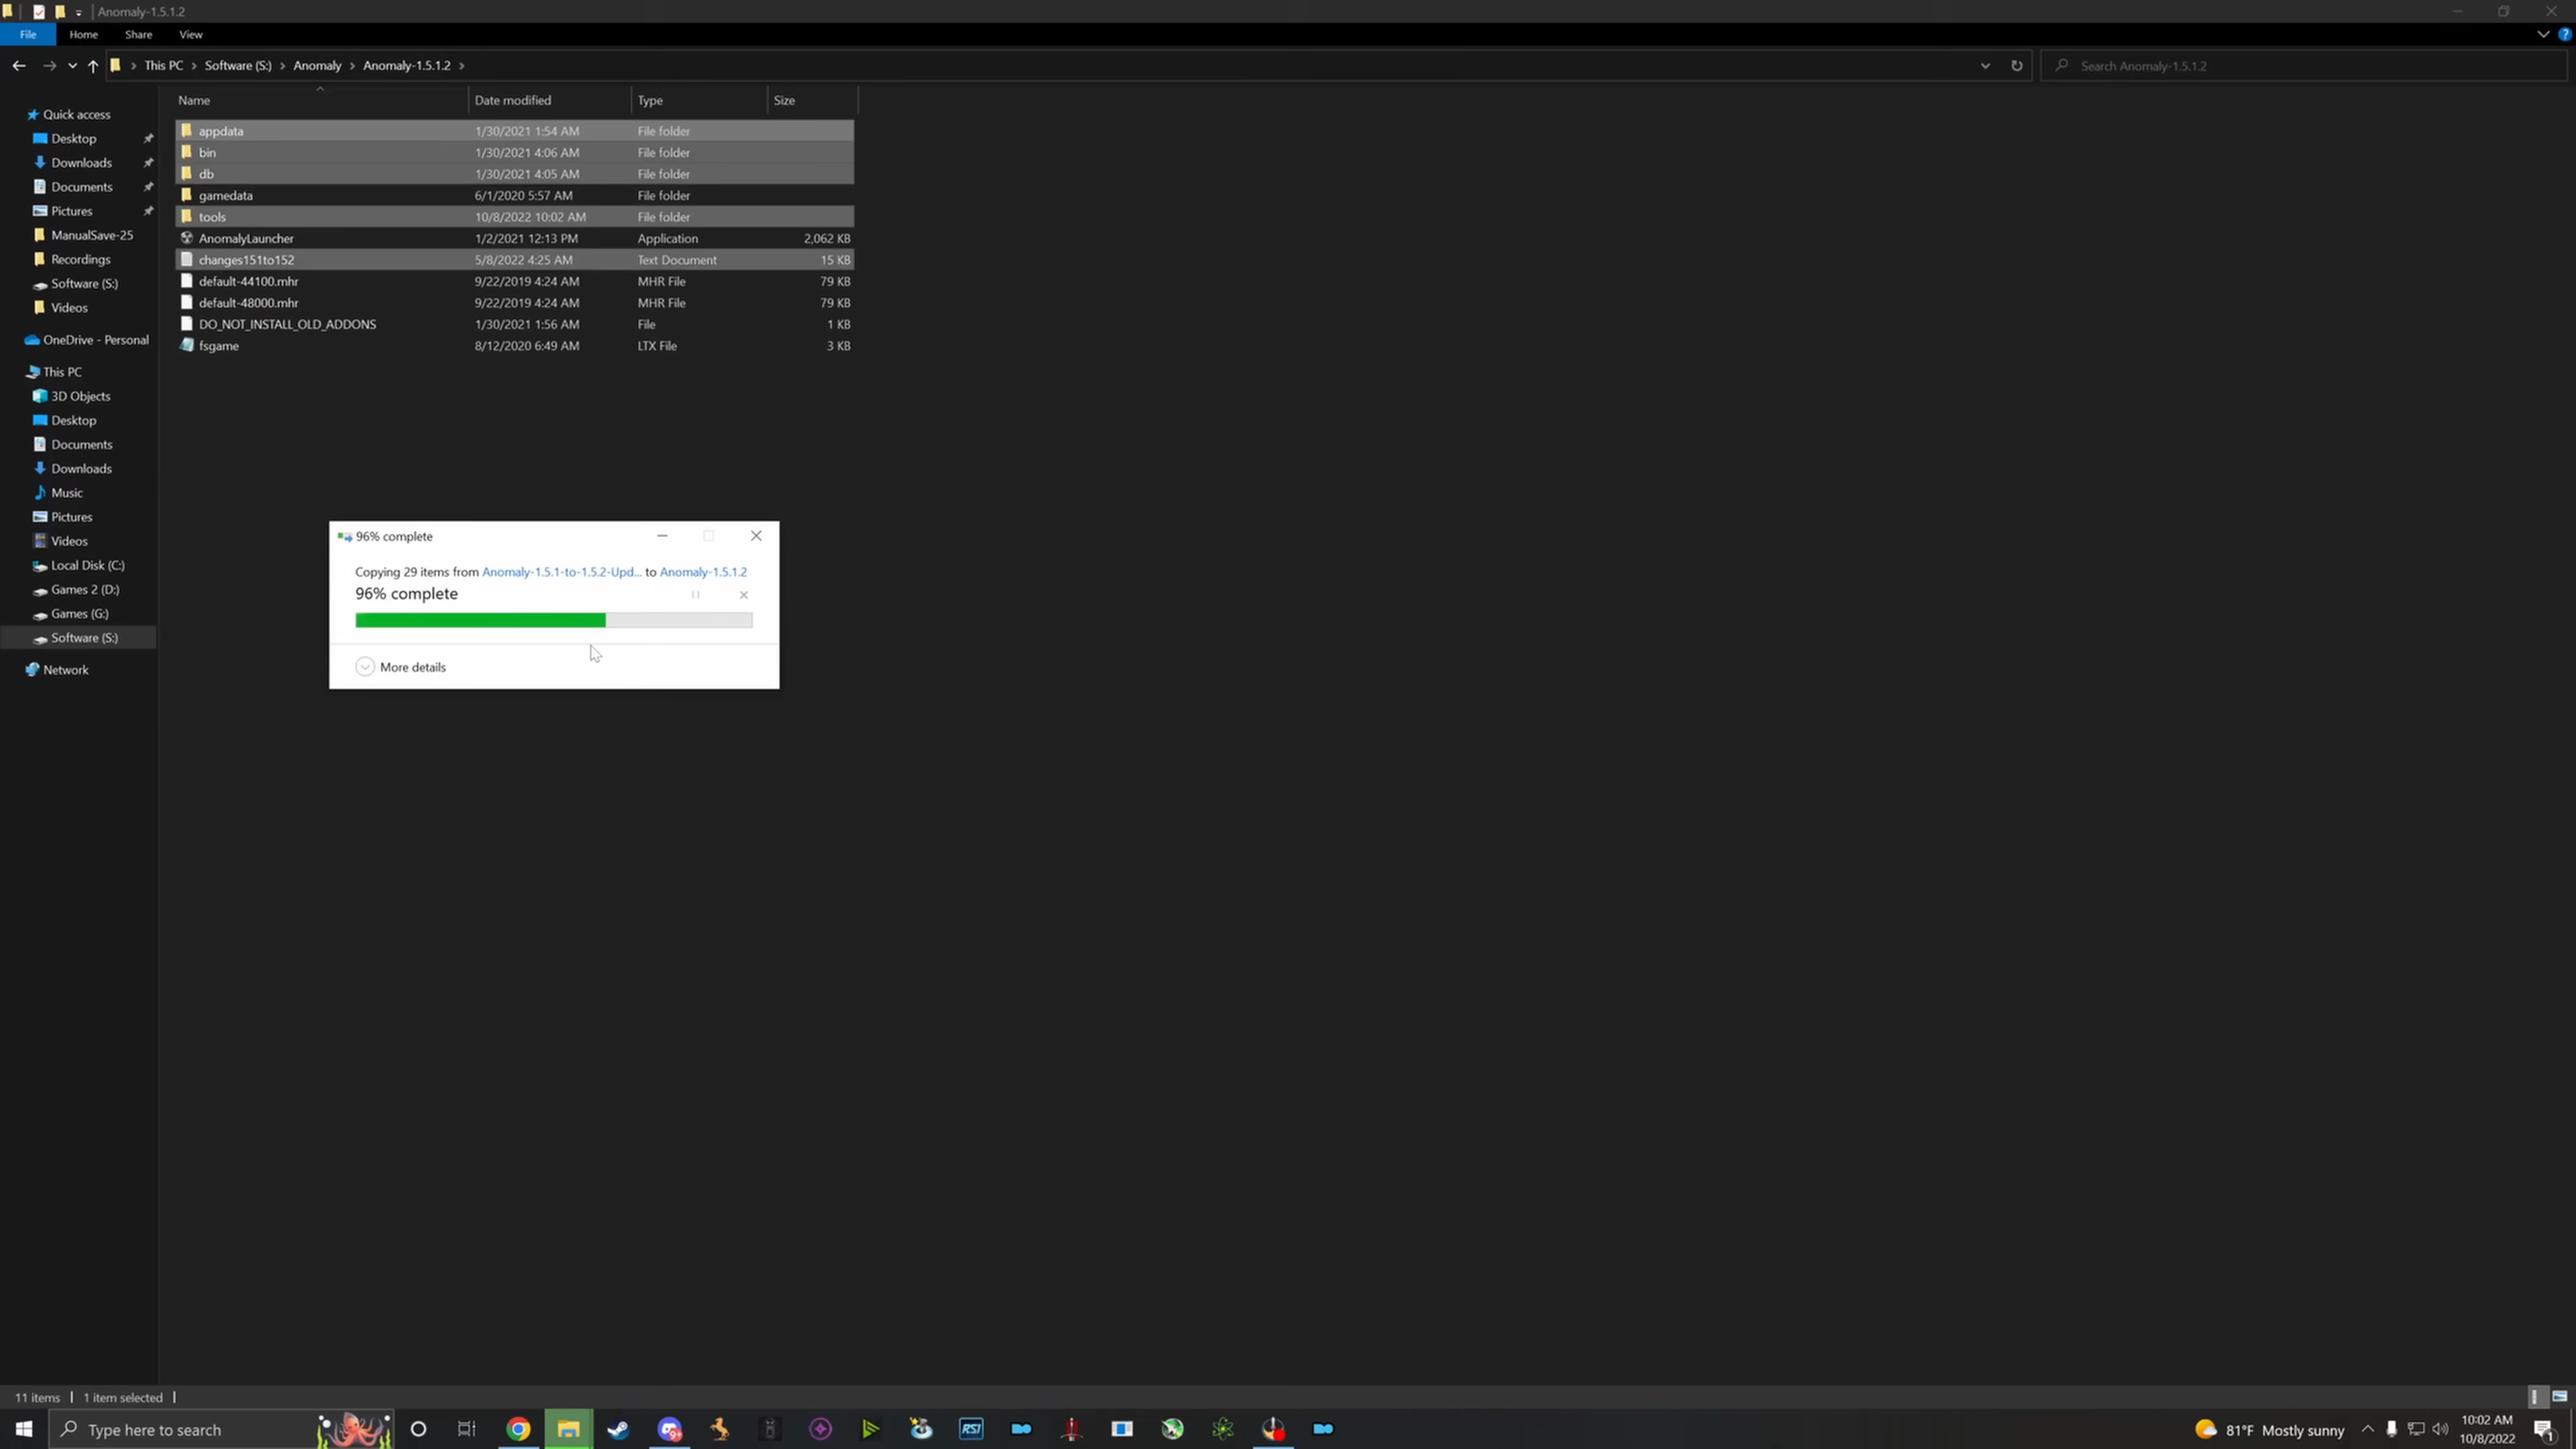 Anomaly-1.5.1.2
File Home Share View
This PC Software (S:) Anomaly Anomaly-1.5.1.2
Search Anomaly-1.5.1.2
Name Date modified Type Size
Quick access
Desktop
Downloads
Documents
Pictures
ManualSave-25
Recordings
Software (S:)
Videos
OneDrive - Personal
This PC
3D Objects
Desktop
Documents
Downloads
Music
Pictures
Videos
Local Disk (C:)
Games 2 (D:)
Games (G:)
Software (S:)
Network
appdata 1/30/2021 1:54 AM File folder
bin 1/30/2021 4:06 AM File folder
db 1/30/2021 4:05 AM File folder
gamedata 6/1/2020 5:57 AM File folder
tools 10/8/2022 10:02 AM File folder
AnomalyLauncher 1/2/2021 12:13 PM Application 2,062 KB
changes151to152 5/8/2022 4:25 AM Text Document 15 KB
default-44100.mhr 9/22/2019 4:24 AM MHR File 79 KB
default-48000.mhr 9/22/2019 4:24 AM MHR File 79 KB
DO_NOT_INSTALL_OLD_ADDONS 1/30/2021 1:56 AM File 1 KB
fsgame 8/12/2020 6:49 AM LTX File 3 KB
96% complete
Copying 29 items from Anomaly-1.5.1-to-1.5.2-Upd... to Anomaly-1.5.1.2
96% complete
More details
11 items 1 item selected
Type here to search
9+
RSI
81°F Mostly sunny
10:02 AM
10/8/2022
1